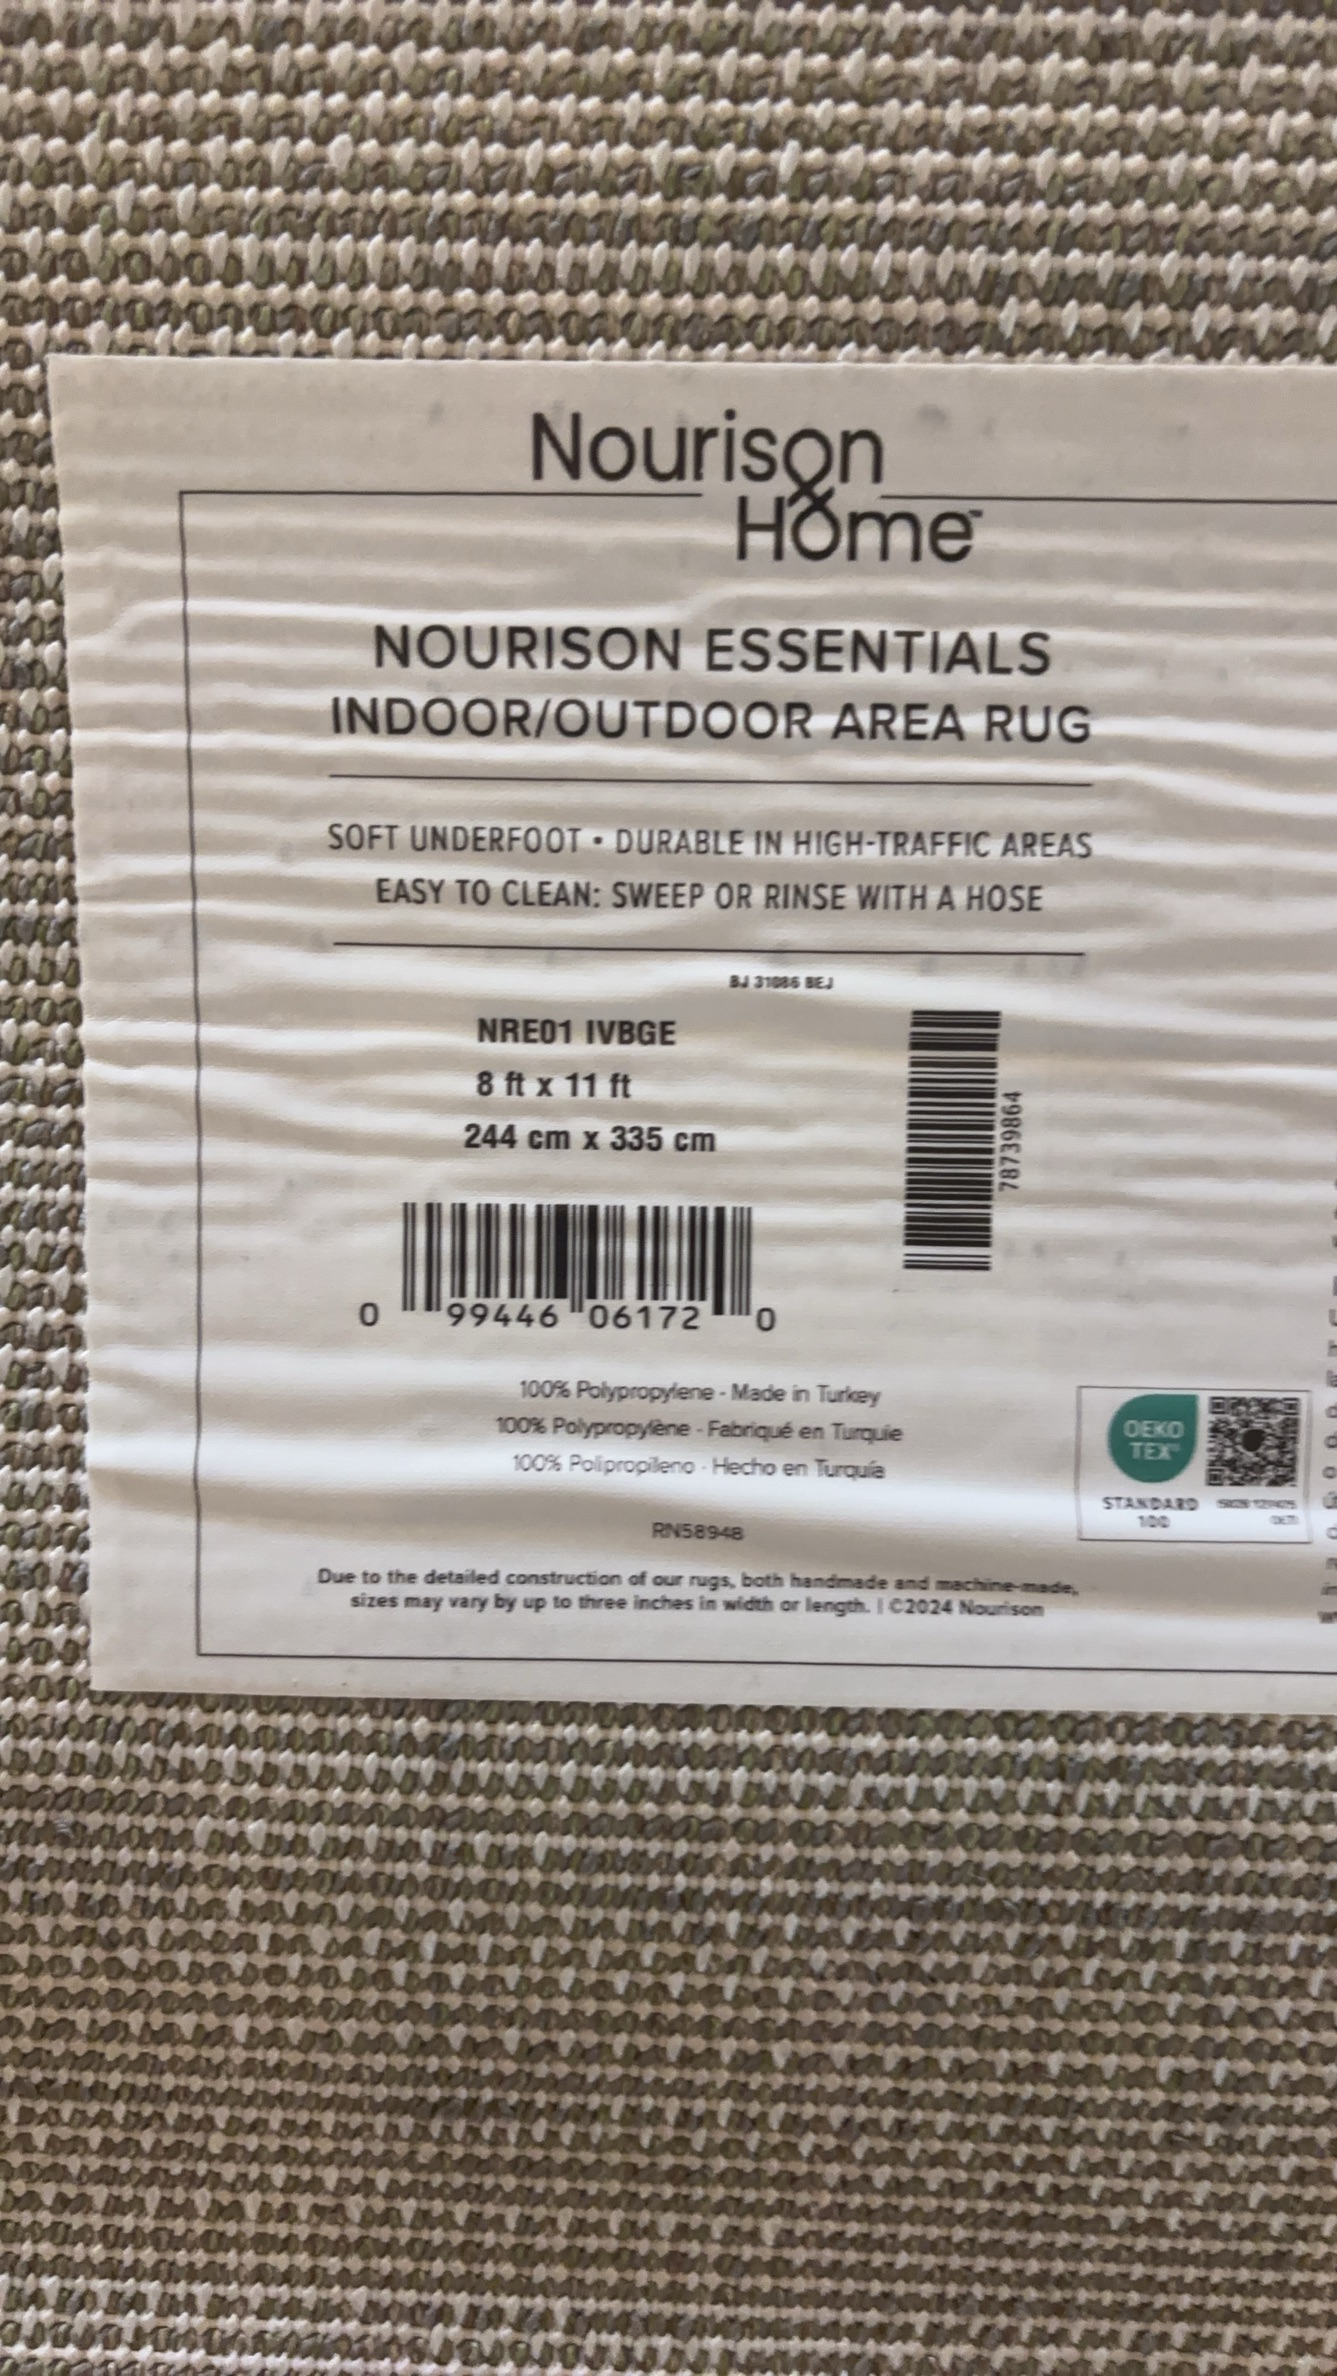 Nourison
Home™
NOURISON ESSENTIALS
INDOOR/OUTDOOR AREA RUG
SOFT UNDERFOOT • DURABLE IN HIGH-TRAFFIC AREAS
EASY TO CLEAN: SWEEP OR RINSE WITH A HOSE
BJ 31086 BEJ
NRE01 IVBGE
8 ft x 11 ft
244 cm x 335 cm
78739864
0 99446 06172 0
100% Polypropylene - Made in Turkey
100% Polypropylène - Fabriqué en Turquie
100% Polipropileno - Hecho en Turquía
OEKO
TEX®
STANDARD
100
RN58948
Due to the detailed construction of our rugs, both handmade and machine-made,
sizes may vary by up to three inches in width or length. | ©2024 Nourison